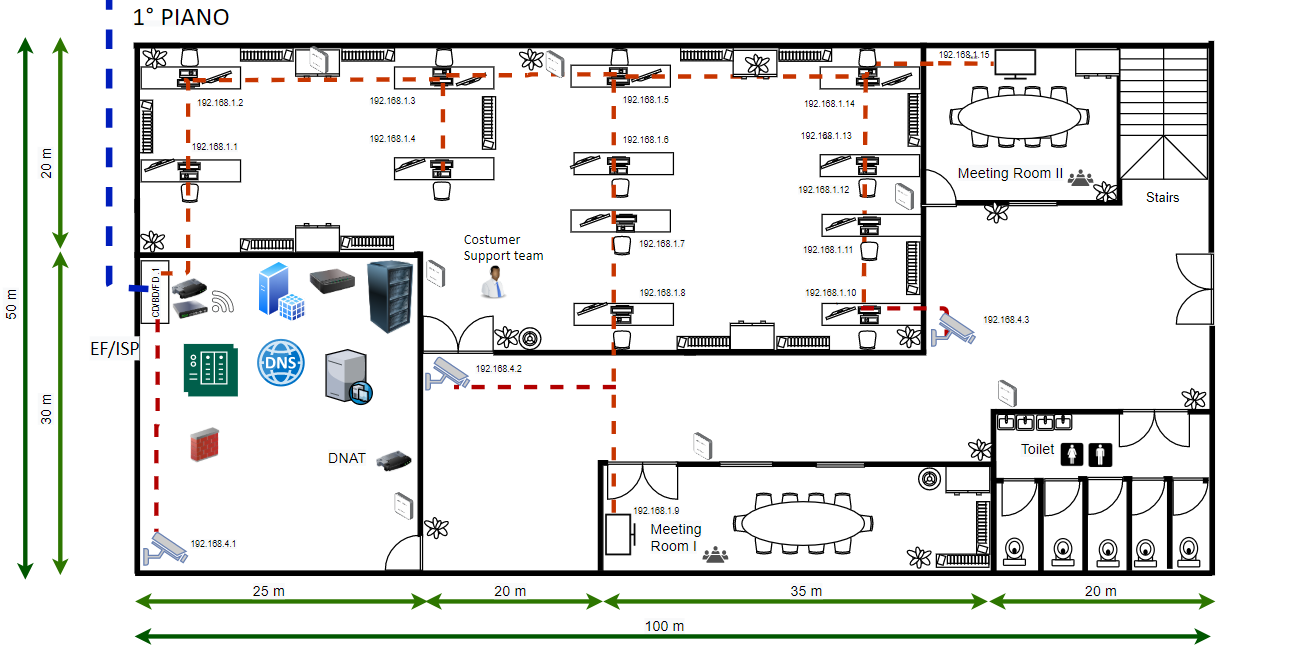 1° PIANO
192.168.1.15
192.168.1.2
192.168.1.3
192.168.1.5
192.168.1.14
192.168.1.1
192.168.1.4
192.168.1.6
192.168.1.13
20 m
Meeting Room II
192.168.1.12
Stairs
Costumer
Support team
192.168.1.7
192.168.1.11
CD/BD/FD.1
192.168.1.8
192.168.1.10
50 m
192.168.4.3
EF/ISP
DNS
192.168.4.2
30 m
DNAT
Toilet
192.168.1.9
Meeting
Room I
192.168.4.1
25 m
20 m
35 m
20 m
100 m